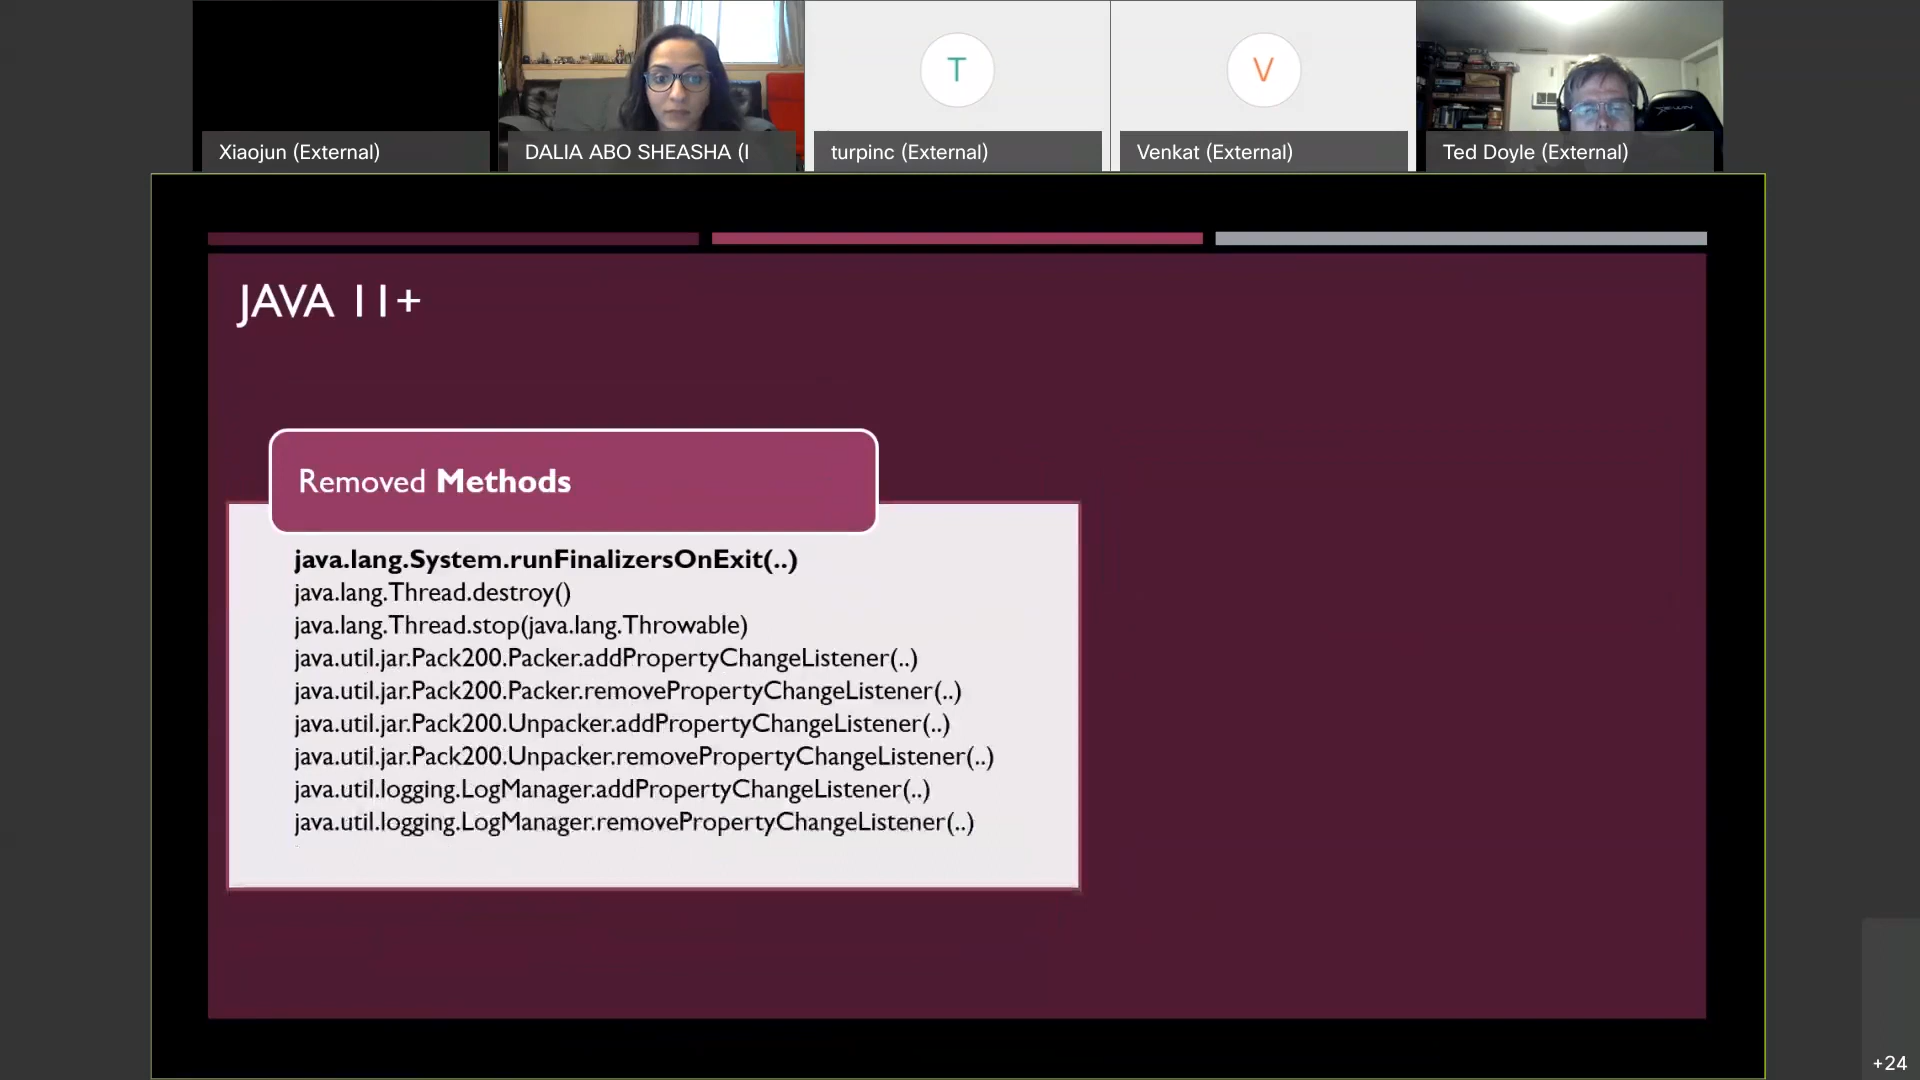 T
V
Xiaojun (External)
DALIA ABO SHEASHA (I
turpinc (External)
Venkat (External)
Ted Doyle (External)
JAVA 11+
Removed Methods
java.lang.System.runFinalizersOnExit(..)
java.lang.Thread.destroy()
java.lang.Thread.stop(java.lang.Throwable)
java.util.jar.Pack200.Packer.addPropertyChangeListener(..)
java.util.jar.Pack200.Packer.removePropertyChangeListener(..)
java.util.jar.Pack200.Unpacker.addPropertyChangeListener(..)
java.util.jar.Pack200.Unpacker.removePropertyChangeListener(..)
java.util.logging.LogManager.addPropertyChangeListener(..)
java.util.logging.LogManager.removePropertyChangeListener(..)
+24